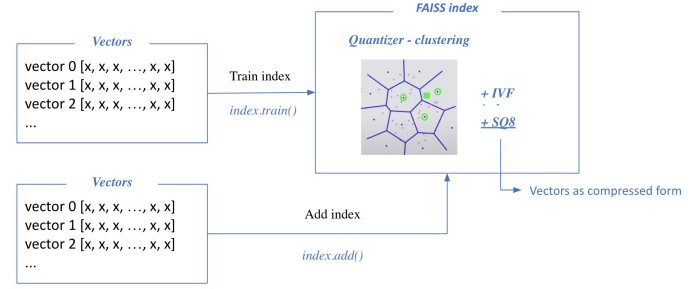 FAISS index
Vectors
vector 0 [x, x, x, …, x, x]
vector 1 [x, x, x, …, x, x]
vector 2 [x, x, x, …, x, x]
...
Train index
index.train()
Quantizer - clustering
+ IVF
+ SQ8
Vectors as compressed form
Vectors
vector 0 [x, x, x, …, x, x]
vector 1 [x, x, x, …, x, x]
vector 2 [x, x, x, …, x, x]
...
Add index
index.add()